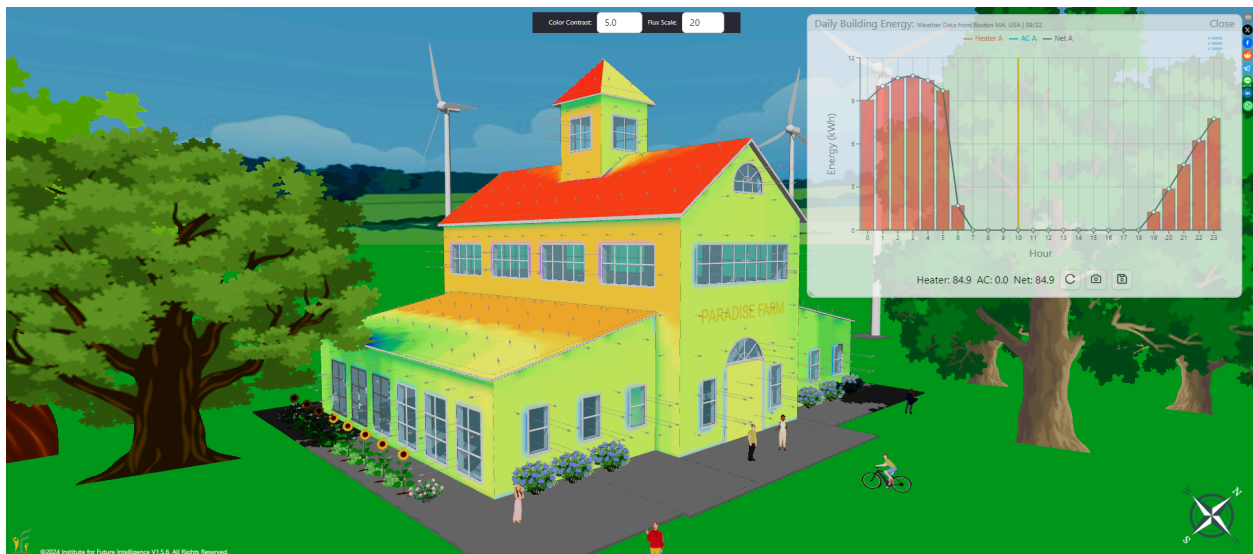 Color Contrast: 5.0 Flux Scale: 20
Daily Building Energy: Weather Data from Boston MA, USA | 09/22 Close
Heater A AC A Net A
12
9
6
3
0
Energy (kWh)
0 1 2 3 4 5 6 7 8 9 10 11 12 13 14 15 16 17 18 19 20 21 22 23
Hour
Heater: 84.9 AC: 0.0 Net: 84.9
PARADISE FARM
W N
S
©2024 Institute for Future Intelligence V1.5.6. All Rights Reserved.